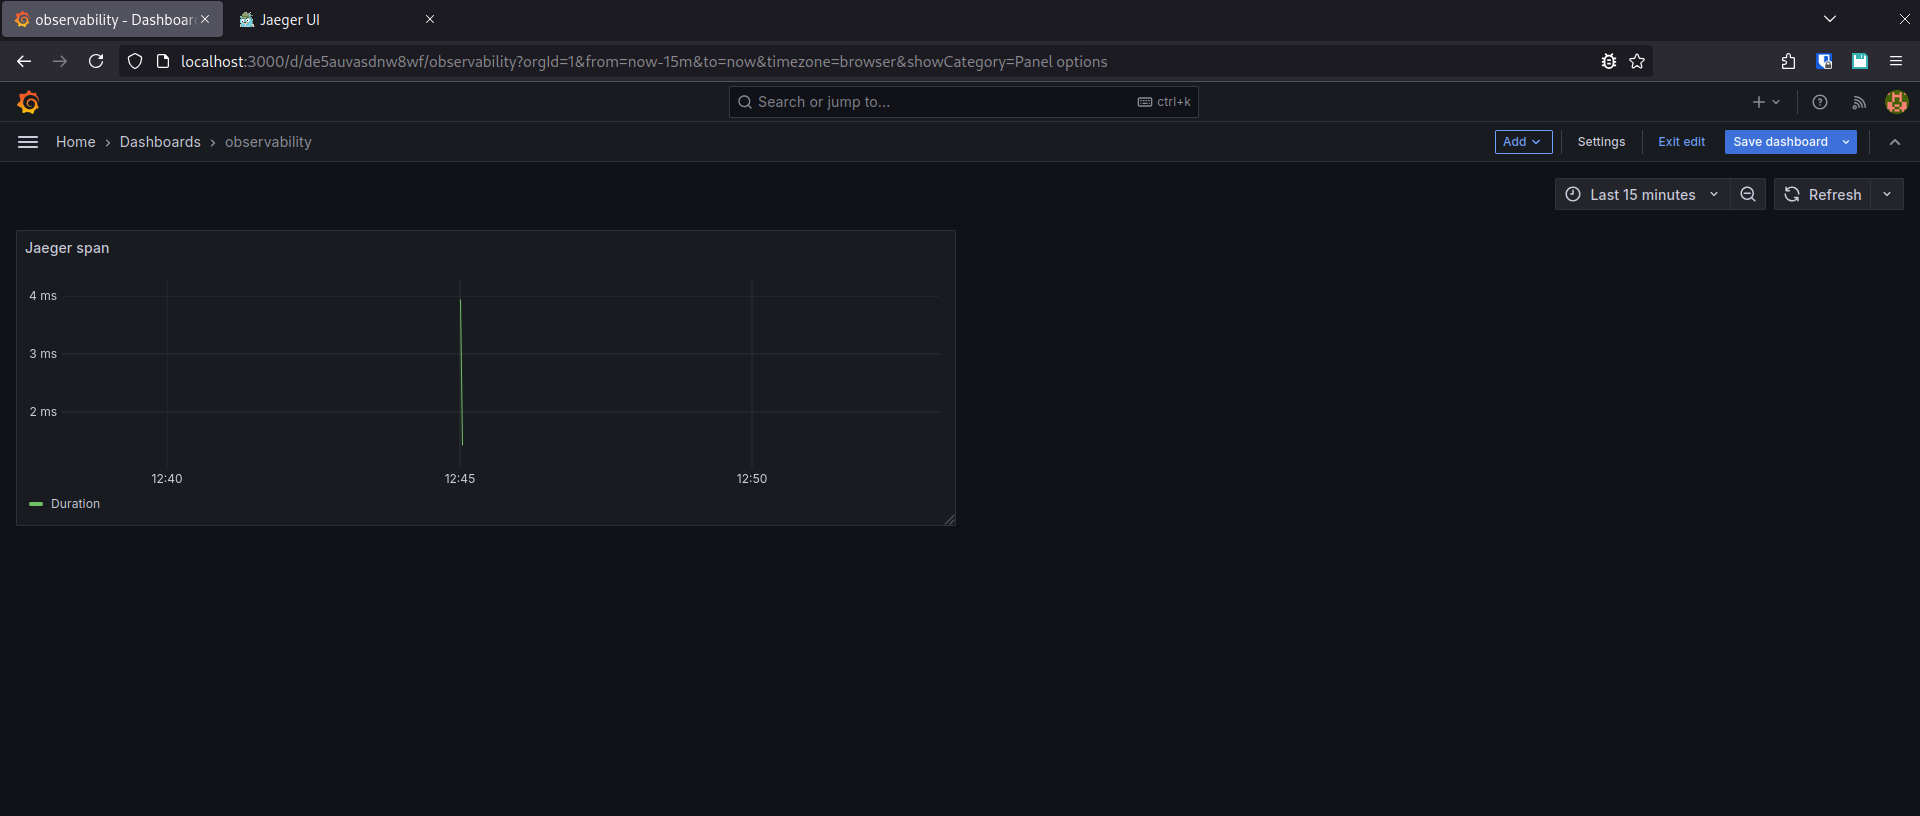 observability - Dashboar
Jaeger UI
localhost:3000/d/de5auvasdnw8wf/observability?orgId=1&from=now-15m&to=now&timezone=browser&showCategory=Panel options
Search or jump to...
ctrl+k
Home › Dashboards › observability
Add
Settings
Exit edit
Save dashboard
Last 15 minutes
Refresh
Jaeger span
4 ms
3 ms
2 ms
12:40
12:45
12:50
Duration